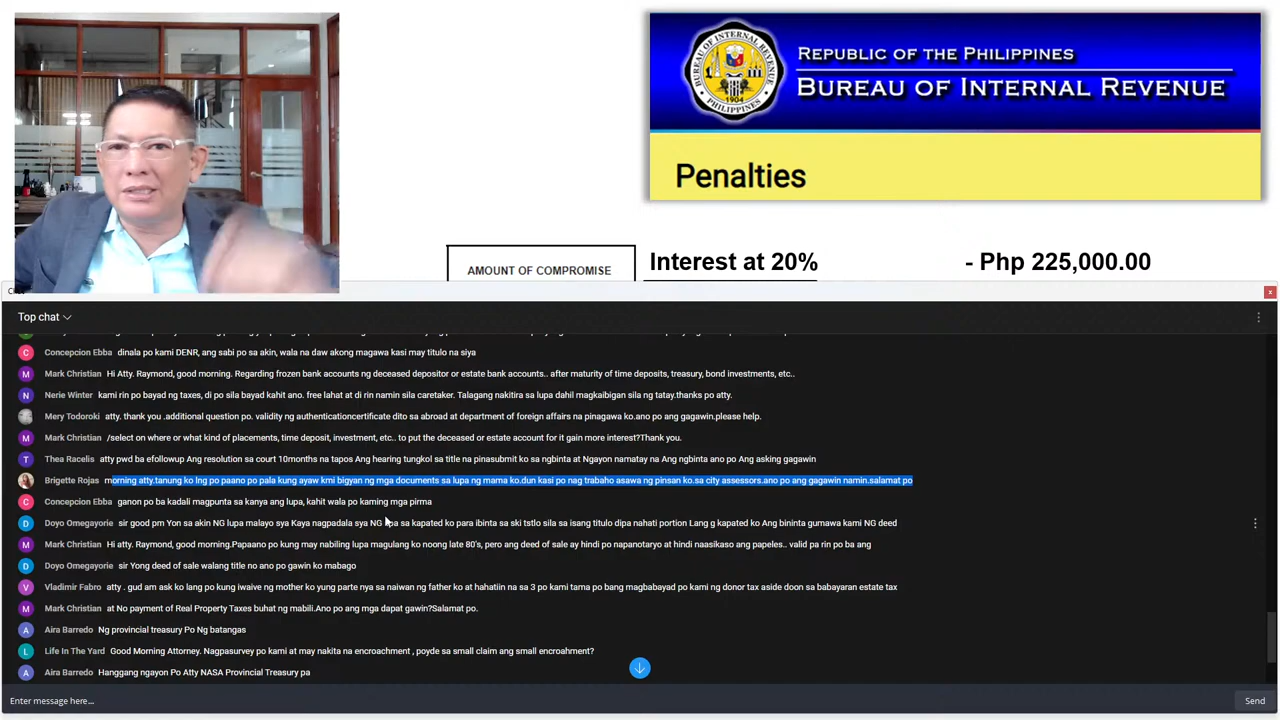 REPUBLIC OF THE PHILIPPINES
BUREAU OF INTERNAL REVENUE
BUREAU OF INTERNAL REVENUE
PHILIPPINES
1904
Penalties
AMOUNT OF COMPROMISE
Interest at 20% - Php 225,000.00
Top chat
Concepcion Ebba dinala po kami DENR, ang sabi po sa akin, wala na daw akong magawa kasi may titulo na siya
Mark Christian Hi Atty. Raymond, good morning. Regarding frozen bank accounts ng deceased depositor or estate bank accounts.. after maturity of time deposits, treasury, bond investments, etc..
Nerie Winter kami rin po bayad ng taxes, di po sila bayad kahit ano. free lahat at di rin namin sila caretaker. Talagang nakitira sa lupa dahil magkaibigan sila ng tatay.thanks po atty.
Mery Todoroki atty. thank you .additional question po. validity ng authenticationcertificate dito sa abroad at department of foreign affairs na pinagawa ko.ano po ang gagawin.please help.
Mark Christian /select on where or what kind of placements, time deposit, investment, etc.. to put the deceased or estate account for it gain more interest?Thank you.
Thea Racelis atty pwd ba efollowup Ang resolution sa court 10months na tapos Ang hearing tungkol sa title na pinasubmit ko sa ngbinta at Ngayon namatay na Ang ngbinta ano po Ang asking gagawin
Brigette Rojas morning atty.tanung ko lng po paano po pala kung ayaw kmi bigyan ng mga documents sa lupa ng mama ko.dun kasi po nag trabaho asawa ng pinsan ko.sa city assessors.ano po ang gagawin namin.salamat po
Concepcion Ebba ganon po ba kadali magpunta sa kanya ang lupa, kahit wala po kaming mga pirma
Doyo Omegayorie sir good pm Yon sa akin NG lupa malayo sya Kaya nagpadala sya NG spa sa kapated ko para ibinta sa ski tstlo sila sa isang titulo dipa nahati portion Lang g kapated ko Ang bininta gumawa kami NG deed
Mark Christian Hi atty. Raymond, good morning.Papaano po kung may nabiling lupa magulang ko noong late 80's, pero ang deed of sale ay hindi po napanotaryo at hindi naasikaso ang papeles.. valid pa rin po ba ang
Doyo Omegayorie sir Yong deed of sale walang title no ano po gawin ko mabago
Vladimir Fabro atty . gud am ask ko lang po kung iwaive ng mother ko yung parte nya sa naiwan ng father ko at hahatiin na sa 3 po kami tama po bang magbabayad po kami ng donor tax aside doon sa babayaran estate tax
Mark Christian at No payment of Real Property Taxes buhat ng mabili.Ano po ang mga dapat gawin?Salamat po.
Aira Barredo Ng provincial treasury Po Ng batangas
Life In The Yard Good Morning Attorney. Nagpasurvey po kami at may nakita na encroachment , poyde sa small claim ang small encroahment?
Aira Barredo Hanggang ngayon Po Atty NASA Provincial Treasury pa
Enter message here...
Send